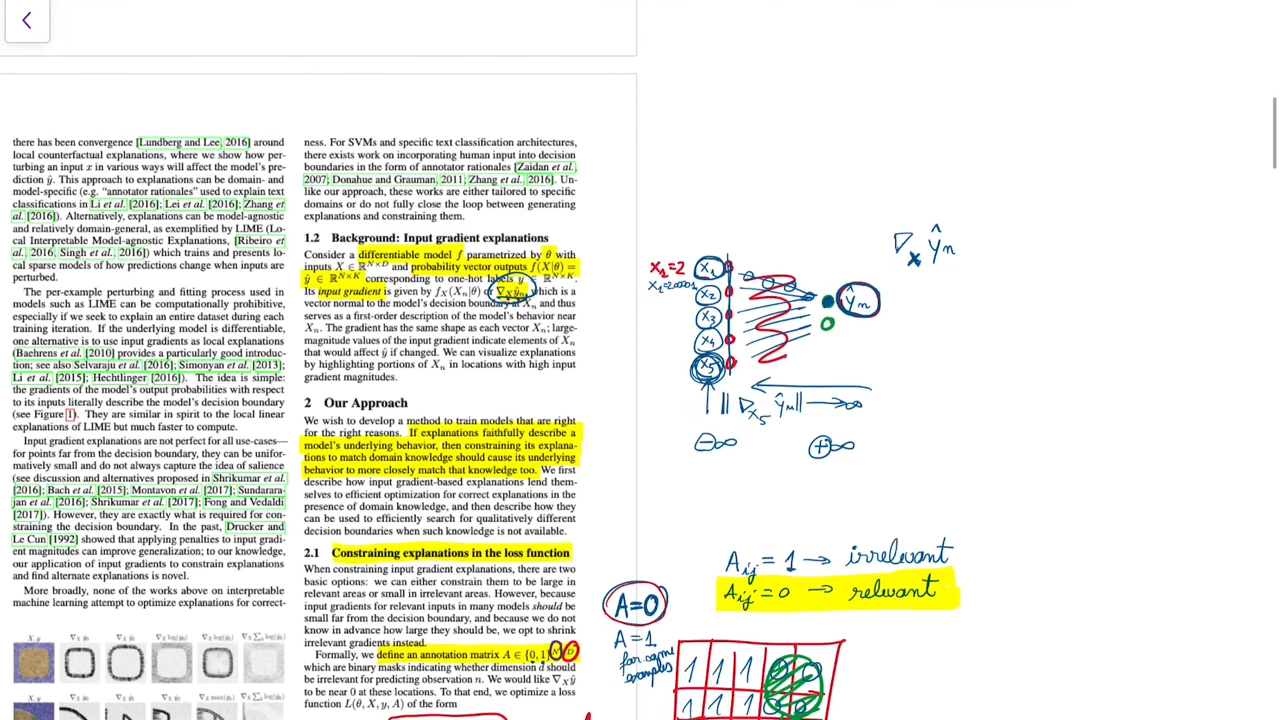 there has been convergence [Lundberg and Lee, 2016] around
local counterfactual explanations, where we show how per-
turbing an input x in various ways will affect the model's pre-
diction ŷ. This approach to explanations can be domain- and
model-specific (e.g. "annotator rationales" used to explain text
classifications in Li et al. [2016]; Lei et al. [2016]; Zhang et
al. [2016]). Alternatively, explanations can be model-agnostic
and relatively domain-general, as exemplified by LIME (Lo-
cal Interpretable Model-agnostic Explanations, [Ribeiro et
al., 2016, Singh et al., 2016]) which trains and presents lo-
cal sparse models of how predictions change when inputs are
perturbed.
The per-example perturbing and fitting process used in
models such as LIME can be computationally prohibitive,
especially if we seek to explain an entire dataset during each
training iteration. If the underlying model is differentiable,
one alternative is to use input gradients as local explanations
(Baehrens et al. [2010] provides a particularly good introduc-
tion; see also Selvaraju et al. [2016]; Simonyan et al. [2013];
Li et al. [2015]; Hechtlinger [2016]). The idea is simple:
the gradients of the model's output probabilities with respect
to its inputs literally describe the model's decision boundary
(see Figure 1). They are similar in spirit to the local linear
explanations of LIME but much faster to compute.
Input gradient explanations are not perfect for all use-cases—
for points far from the decision boundary, they can be unifor-
matively small and do not always capture the idea of salience
(see discussion and alternatives proposed in Shrikumar et al.
[2016]; Bach et al. [2015]; Montavon et al. [2017]; Sundarara-
jan et al. [2016]; Shrikumar et al. [2017]; Fong and Vedaldi
[2017]). However, they are exactly what is required for con-
straining the decision boundary. In the past, Drucker and
Le Cun [1992] showed that applying penalties to input gradi-
ent magnitudes can improve generalization; to our knowledge,
our application of input gradients to constrain explanations
and find alternate explanations is novel.
More broadly, none of the works above on interpretable
machine learning attempt to optimize explanations for correct-
X, y
ness. For SVMs and specific text classification architectures,
there exists work on incorporating human input into decision
boundaries in the form of annotator rationales [Zaidan et al.,
2007; Donahue and Grauman, 2011; Zhang et al., 2016]. Un-
like our approach, these works are either tailored to specific
domains or do not fully close the loop between generating
explanations and constraining them.
1.2 Background: Input gradient explanations
Consider a differentiable model f parametrized by θ with
inputs X ∈ ℝᴺˣᴰ and probability vector outputs f(X|θ) =
ŷ ∈ ℝᴺˣᴷ corresponding to one-hot labels y ∈ ℝᴺˣᴷ.
Its input gradient is given by fX(Xn|θ) or ∇Xŷn, which is a
vector normal to the model's decision boundary at Xn and thus
serves as a first-order description of the model's behavior near
Xn. The gradient has the same shape as each vector Xn; large-
magnitude values of the input gradient indicate elements of Xn
that would affect ŷ if changed. We can visualize explanations
by highlighting portions of Xn in locations with high input
gradient magnitudes.
2 Our Approach
We wish to develop a method to train models that are right
for the right reasons. If explanations faithfully describe a
model's underlying behavior, then constraining its explana-
tions to match domain knowledge should cause its underlying
behavior to more closely match that knowledge too. We first
describe how input gradient-based explanations lend them-
selves to efficient optimization for correct explanations in the
presence of domain knowledge, and then describe how they
can be used to efficiently search for qualitatively different
decision boundaries when such knowledge is not available.
2.1 Constraining explanations in the loss function
When constraining input gradient explanations, there are two
basic options: we can either constrain them to be large in
relevant areas or small in irrelevant areas. However, because
input gradients for relevant inputs in many models should be
small far from the decision boundary, and because we do not
know in advance how large they should be, we opt to shrink
irrelevant gradients instead.
Formally, we define an annotation matrix A ∈ {0, 1}
which are binary masks indicating whether dimension d should
be irrelevant for predicting observation n. We would like ∇Xŷ
to be near 0 at these locations. To that end, we optimize a loss
function L(θ, X, y, A) of the form
∇x ŷn
x1=2
x1
x2
x3
x4
x5
ŷn
|| ∇x5 ŷn || → ∞
⊖∞
⊕∞
Aij = 1 → irrelevant
Aij = 0 → relevant
A=0
A=1
for some
examples
1 1 1
1 1 1